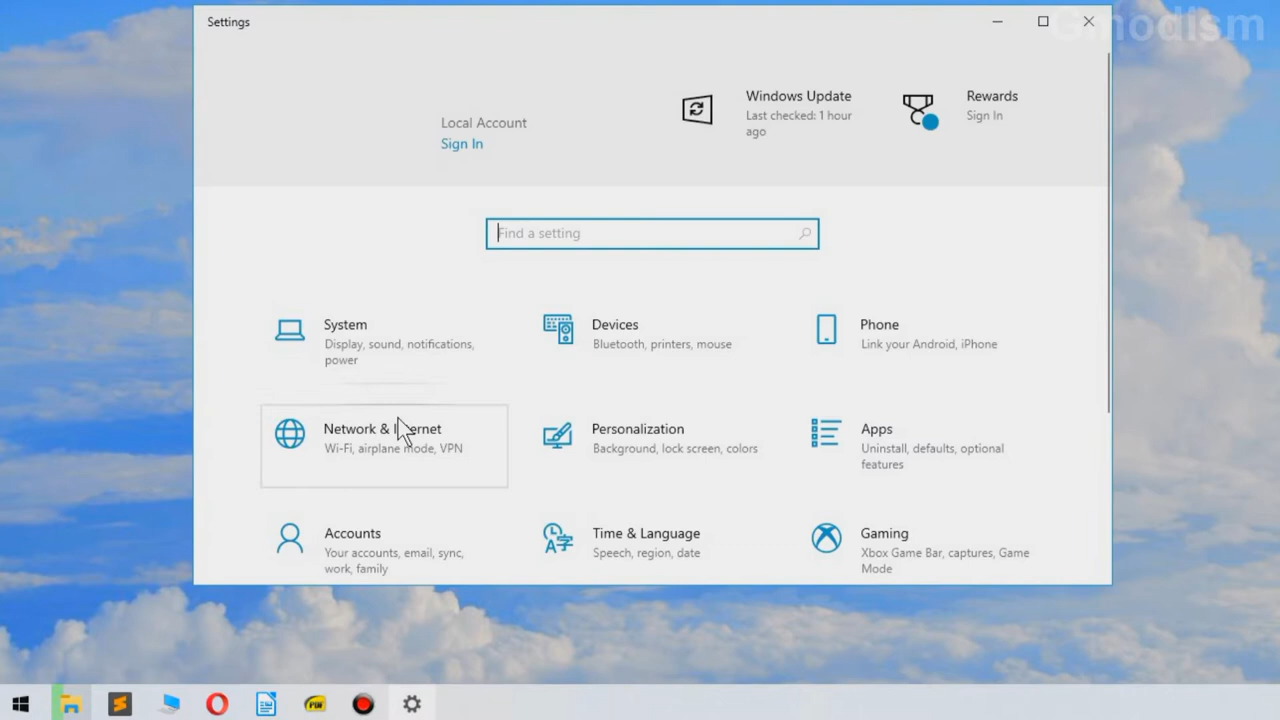 Settings
GhodIsm
Windows Update
Last checked: 1 hour
ago
Rewards
Sign In
Local Account
Sign In
Find a setting
System
Display, sound, notifications,
power
Devices
Bluetooth, printers, mouse
Phone
Link your Android, iPhone
Network & Internet
Wi-Fi, airplane mode, VPN
Personalization
Background, lock screen, colors
Apps
Uninstall, defaults, optional
features
Accounts
Your accounts, email, sync,
work, family
Time & Language
Speech, region, date
Gaming
Xbox Game Bar, captures, Game
Mode